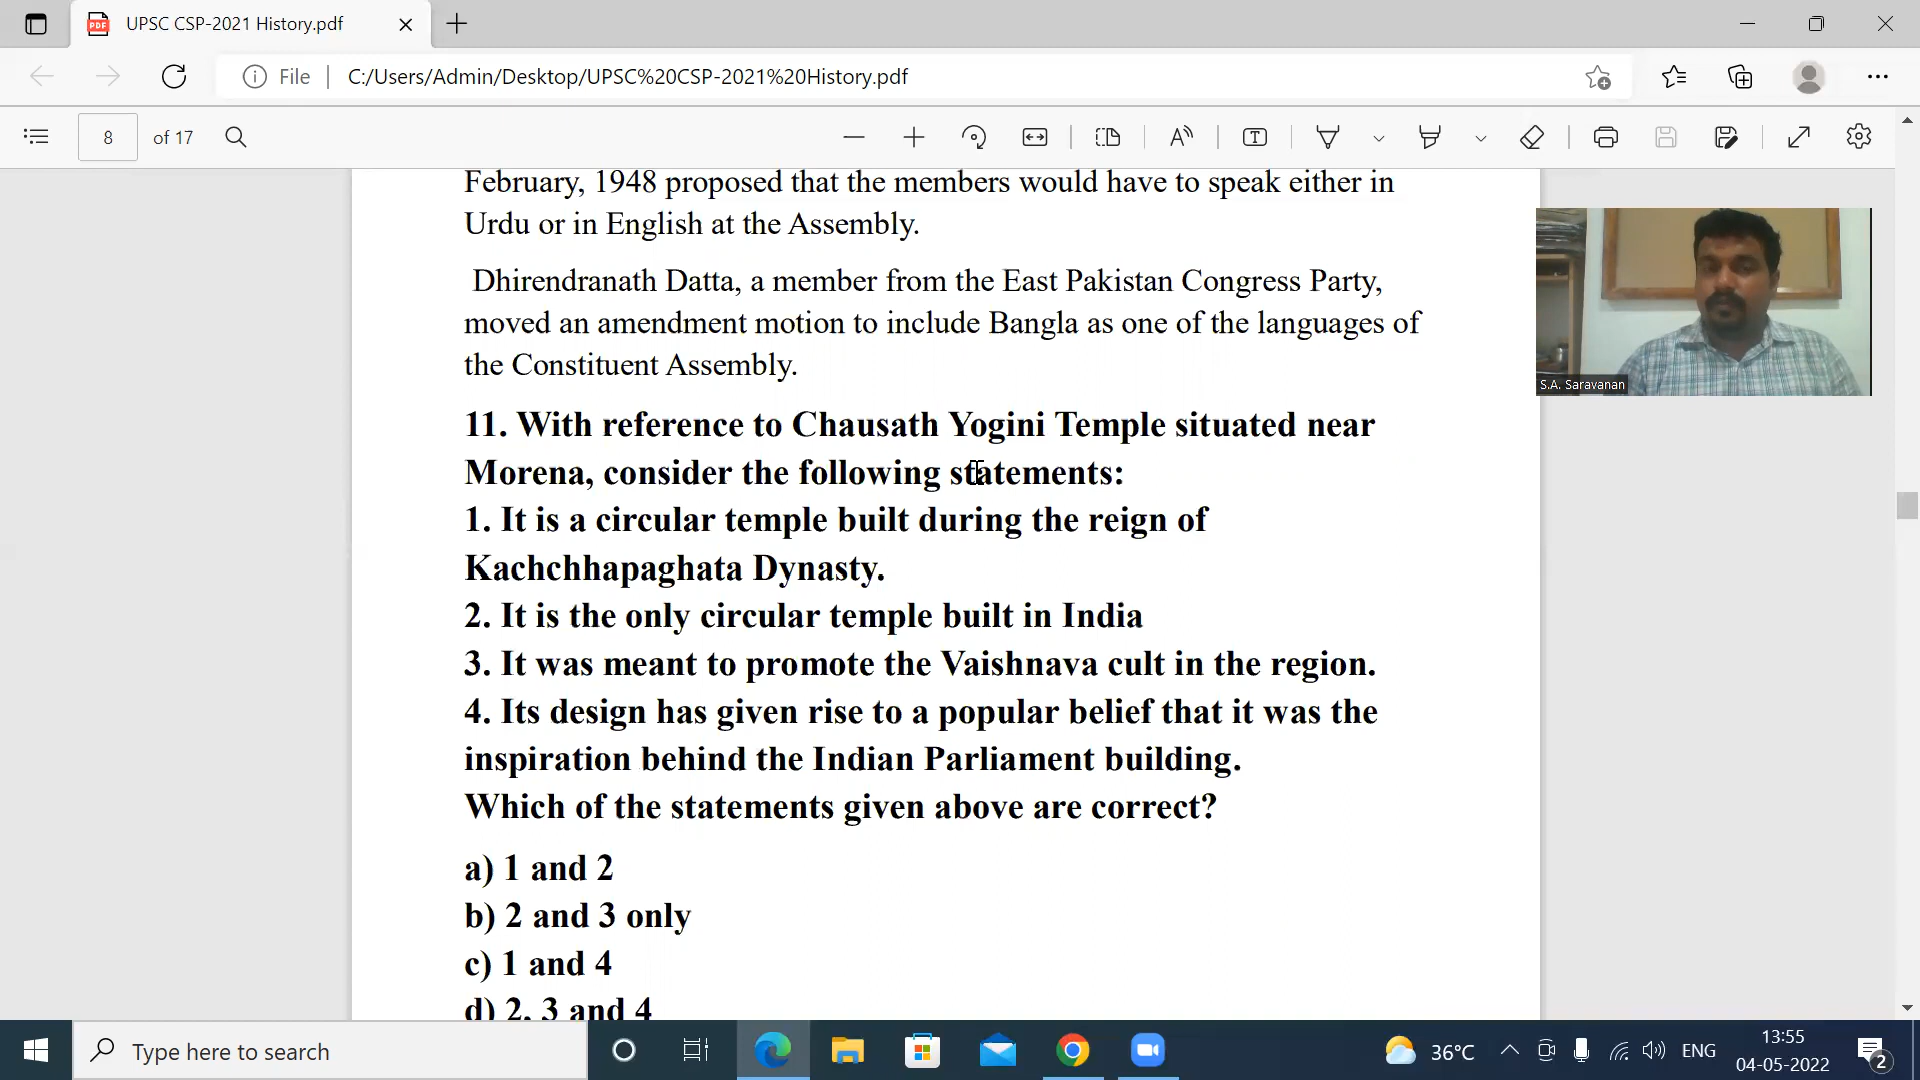 UPSC CSP-2021 History.pdf
File
C:/Users/Admin/Desktop/UPSC%20CSP-2021%20History.pdf
8 of 17
February, 1948 proposed that the members would have to speak either in
Urdu or in English at the Assembly.
Dhirendranath Datta, a member from the East Pakistan Congress Party,
moved an amendment motion to include Bangla as one of the languages of
the Constituent Assembly.
11. With reference to Chausath Yogini Temple situated near
Morena, consider the following statements:
1. It is a circular temple built during the reign of
Kachchhapaghata Dynasty.
2. It is the only circular temple built in India
3. It was meant to promote the Vaishnava cult in the region.
4. Its design has given rise to a popular belief that it was the
inspiration behind the Indian Parliament building.
Which of the statements given above are correct?
a) 1 and 2
b) 2 and 3 only
c) 1 and 4
d) 2, 3 and 4
S.A. Saravanan
Type here to search
36°C
ENG
13:55
04-05-2022
2